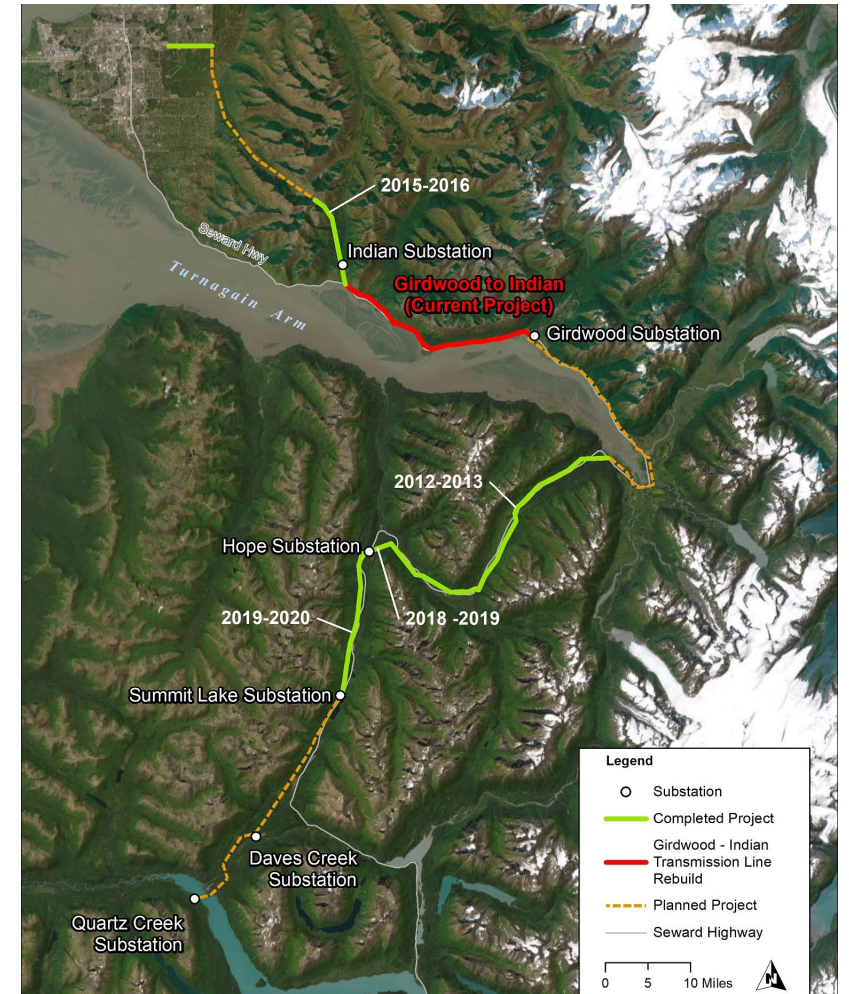 2015-2016
Indian Substation
Seward Hwy
Turnagain Arm
Girdwood to Indian
(Current Project)
Girdwood Substation
2012-2013
Hope Substation
2019-2020
2018 -2019
Summit Lake Substation
Daves Creek
Substation
Quartz Creek
Substation
Legend
Substation
Completed Project
Girdwood - Indian
Transmission Line
Rebuild
Planned Project
Seward Highway
0 5 10 Miles
N